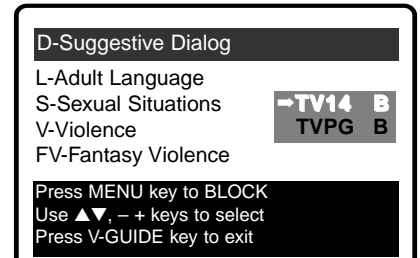 D-Suggestive Dialog
L-Adult Language
S-Sexual Situations ➡TV14 B
V-Violence TVPG B
FV-Fantasy Violence
Press MENU key to BLOCK
Use ▲▼, – + keys to select
Press V-GUIDE key to exit